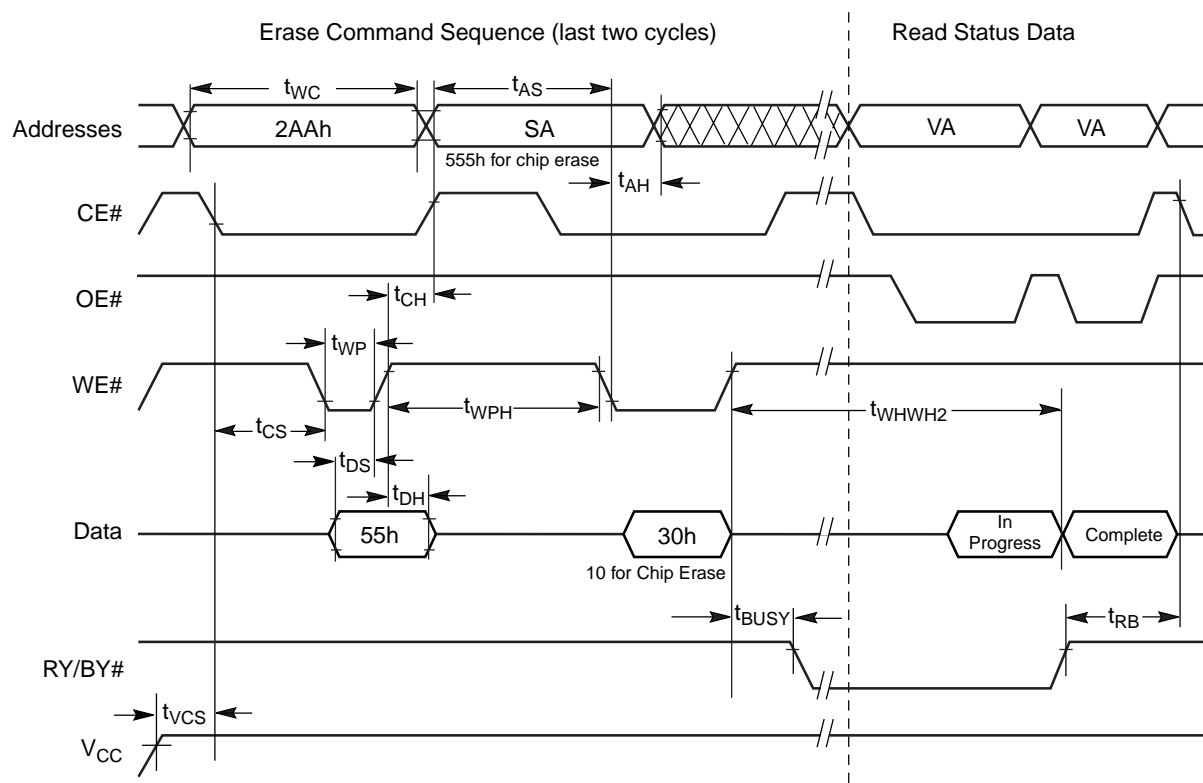 Erase Command Sequence (last two cycles)
Read Status Data
tWC
tAS
Addresses
2AAh
SA
VA
VA
555h for chip erase
tAH
CE#
OE#
tCH
tWP
WE#
tWPH
tWHWH2
tCS
tDS
tDH
Data
55h
30h
In
Progress
Complete
10 for Chip Erase
tBUSY
tRB
RY/BY#
tVCS
VCC